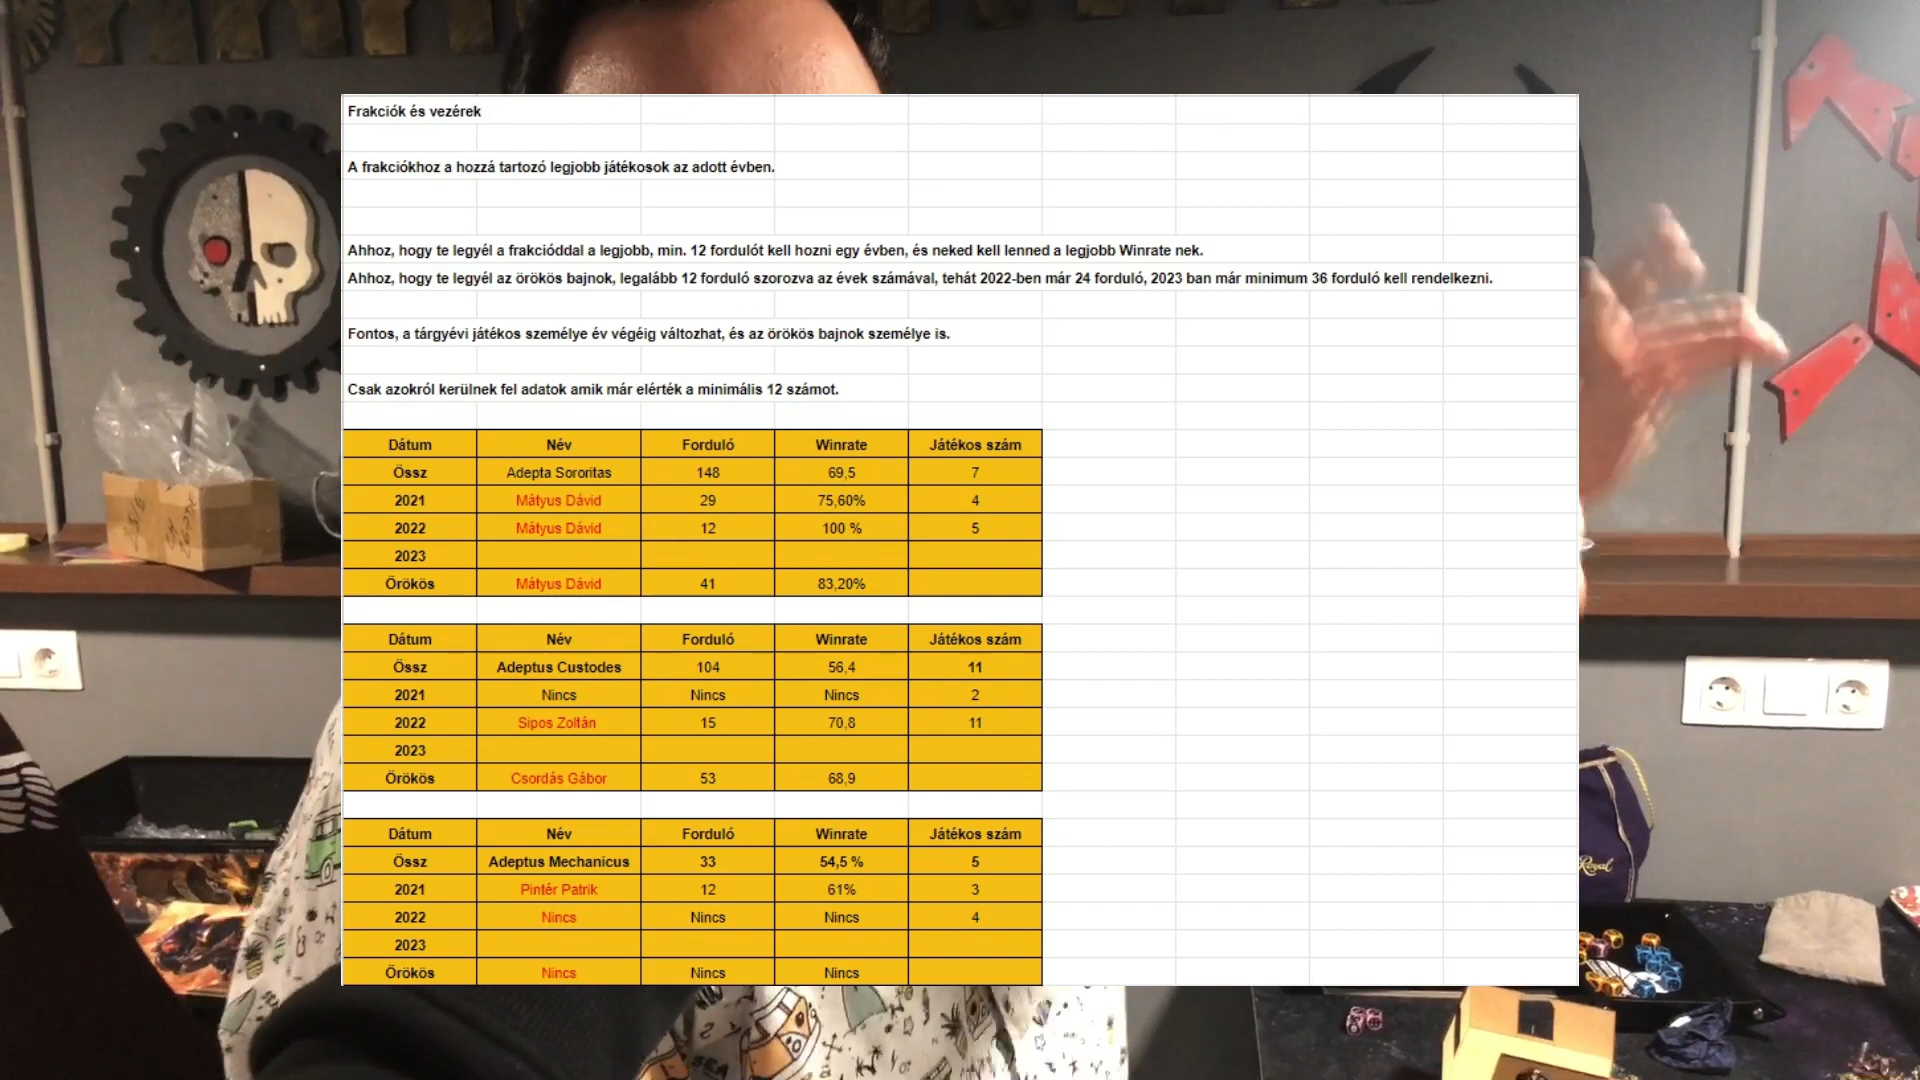 Frakciók és vezérek
A frakciókhoz a hozzá tartozó legjobb játékosok az adott évben.
Ahhoz, hogy te legyél a frakcióddal a legjobb, min. 12 fordulót kell hozni egy évben, és neked kell lenned a legjobb Winrate nek.
Ahhoz, hogy te legyél az örökös bajnok, legalább 12 forduló szorozva az évek számával, tehát 2022-ben már 24 forduló, 2023 ban már minimum 36 forduló kell rendelkezni.
Fontos, a tárgyévi játékos személye év végéig változhat, és az örökös bajnok személye is.
Csak azokról kerülnek fel adatok amik már elérték a minimális 12 számot.
Dátum Név Forduló Winrate Játékos szám
Össz Adepta Sororitas 148 69,5 7
2021 Mátyus Dávid 29 75,60% 4
2022 Mátyus Dávid 12 100 % 5
2023
Örökös Mátyus Dávid 41 83,20%
Dátum Név Forduló Winrate Játékos szám
Össz Adeptus Custodes 104 56,4 11
2021 Nincs Nincs Nincs 2
2022 Sipos Zoltán 15 70,8 11
2023
Örökös Csordás Gábor 53 68,9
Dátum Név Forduló Winrate Játékos szám
Össz Adeptus Mechanicus 33 54,5 % 5
2021 Pintér Patrik 12 61% 3
2022 Nincs Nincs Nincs 4
2023
Örökös Nincs Nincs Nincs
Royal